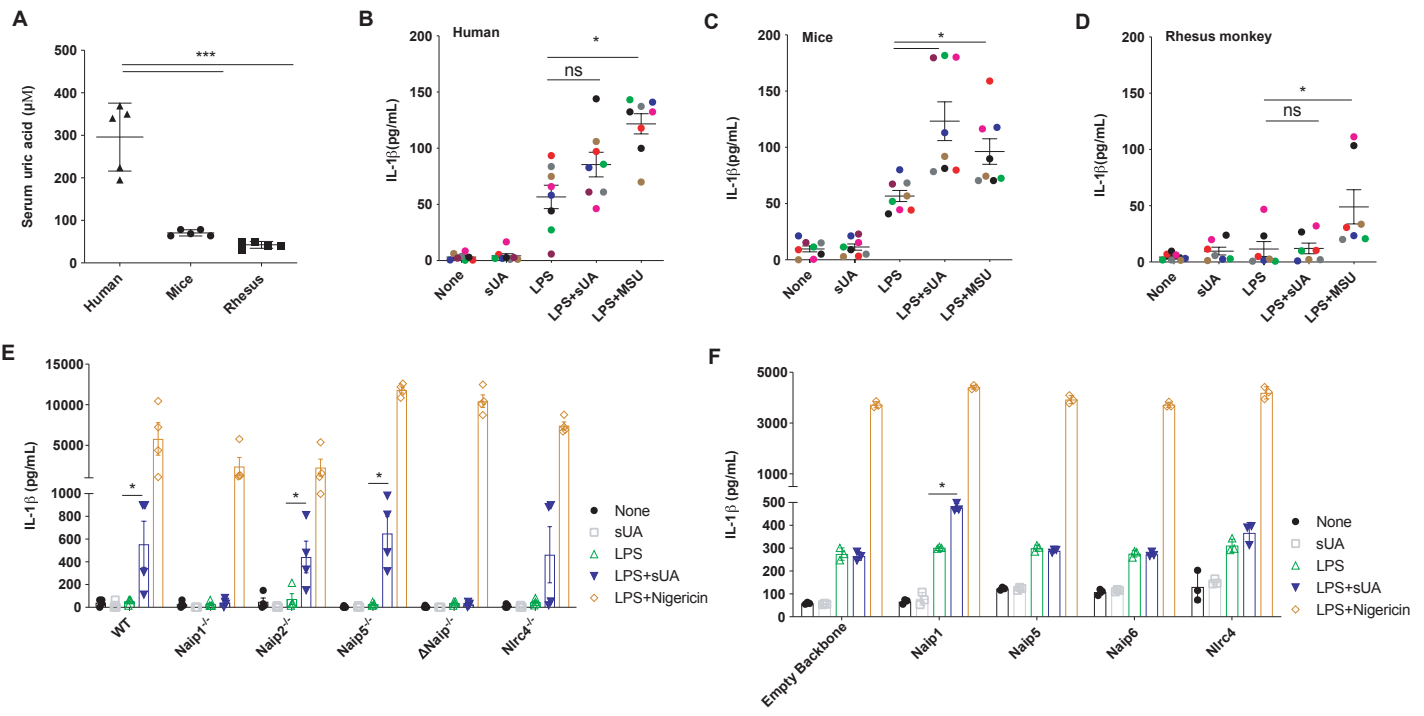 A
Serum uric acid (µM)
500
400
300
200
100
0
***
Human
Mice
Rhesus
B
Human
IL-1β(pg/mL)
200
150
100
50
0
*
ns
None
sUA
LPS
LPS+sUA
LPS+MSU
C
Mice
IL-1β(pg/mL)
200
150
100
50
0
*
None
sUA
LPS
LPS+sUA
LPS+MSU
D
Rhesus monkey
IL-1β(pg/mL)
200
150
100
50
0
*
ns
None
sUA
LPS
LPS+sUA
LPS+MSU
E
IL-1β (pg/mL)
15000
10000
5000
1000
800
600
400
200
0
*
*
*
WT
Naip1-/-
Naip2-/-
Naip5-/-
ΔNaip-/-
Nlrc4-/-
None
sUA
LPS
LPS+sUA
LPS+Nigericin
F
IL-1β (pg/mL)
5000
3500
500
500
400
300
200
100
0
*
Empty Backbone
Naip1
Naip5
Naip6
Nlrc4
None
sUA
LPS
LPS+sUA
LPS+Nigericin